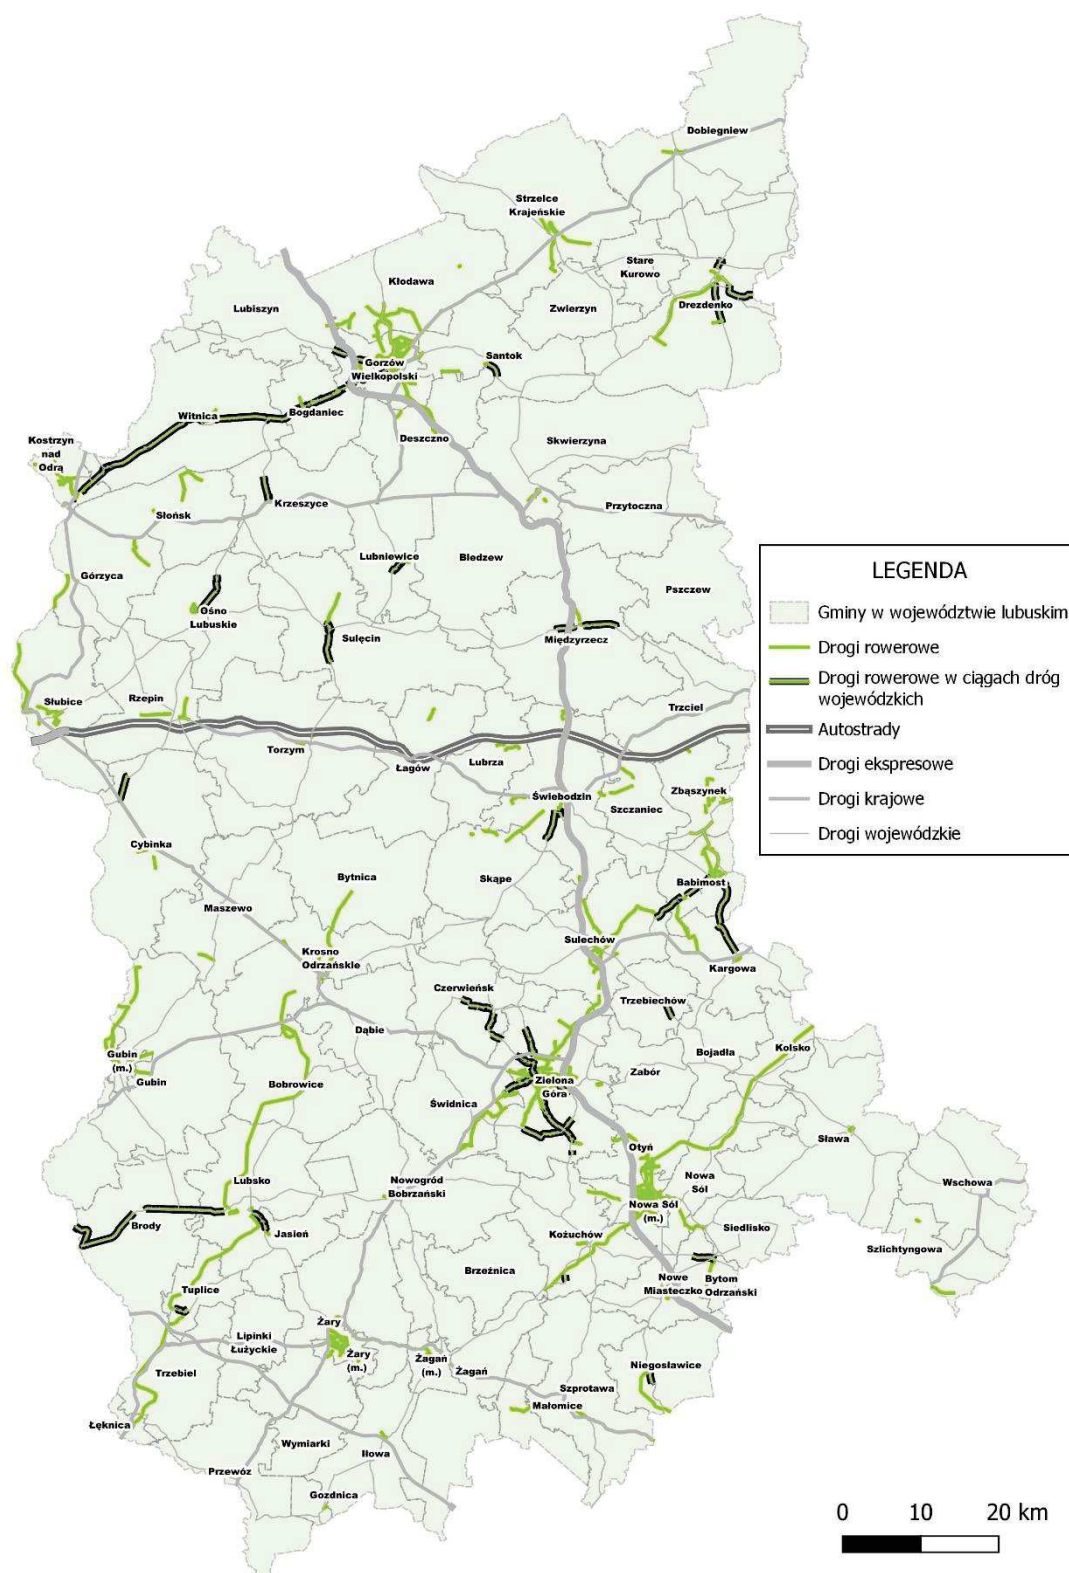 Dobiegniew
Strzelce
Krajeńskie
Stare
Kurowo
Kłodawa
Lubiszyn
Zwierzyn
Drezdenko
Santok
Gorzów
Wielkopolski
Witnica
Bogdaniec
Deszczno
Kostrzyn
nad
Odrą
Skwierzyna
Krzeszyce
Przytoczna
Słońsk
Lubniewice
Bledzew
Górzyca
Pszczew
Ośno
Lubuskie
Sulęcin
Międzyrzecz
Słubice
Rzepin
Trzciel
Torzym
Łagów
Lubrza
Świebodzin
Szczaniec
Zbąszynek
Cybinka
Bytnica
Skąpe
Babimost
Maszewo
Sulechów
Krosno
Odrzańskie
Kargowa
Czerwieńsk
Trzebiechów
Dąbie
Kolsko
Bojadła
Gubin
(m.)
Gubin
Bobrowice
Zielona
Góra
Zabór
Świdnica
Otyń
Sława
Lubsko
Nowogród
Bobrzański
Nowa
Sól
Wschowa
Nowa Sól
(m.)
Brody
Jasień
Kożuchów
Siedlisko
Szlichtyngowa
Brzeźnica
Nowe
Miasteczko
Bytom
Odrzański
Tuplice
Żary
Lipinki
Łużyckie
Żary
(m.)
Żagań
(m.)
Żagań
Niegosławice
Trzebiel
Szprotawa
Małomice
Łęknica
Wymiarki
Iłowa
Przewóz
Gozdnica
LEGENDA
Gminy w województwie lubuskim
Drogi rowerowe
Drogi rowerowe w ciągach dróg
wojewódzkich
Autostrady
Drogi ekspresowe
Drogi krajowe
Drogi wojewódzkie
0 10 20 km